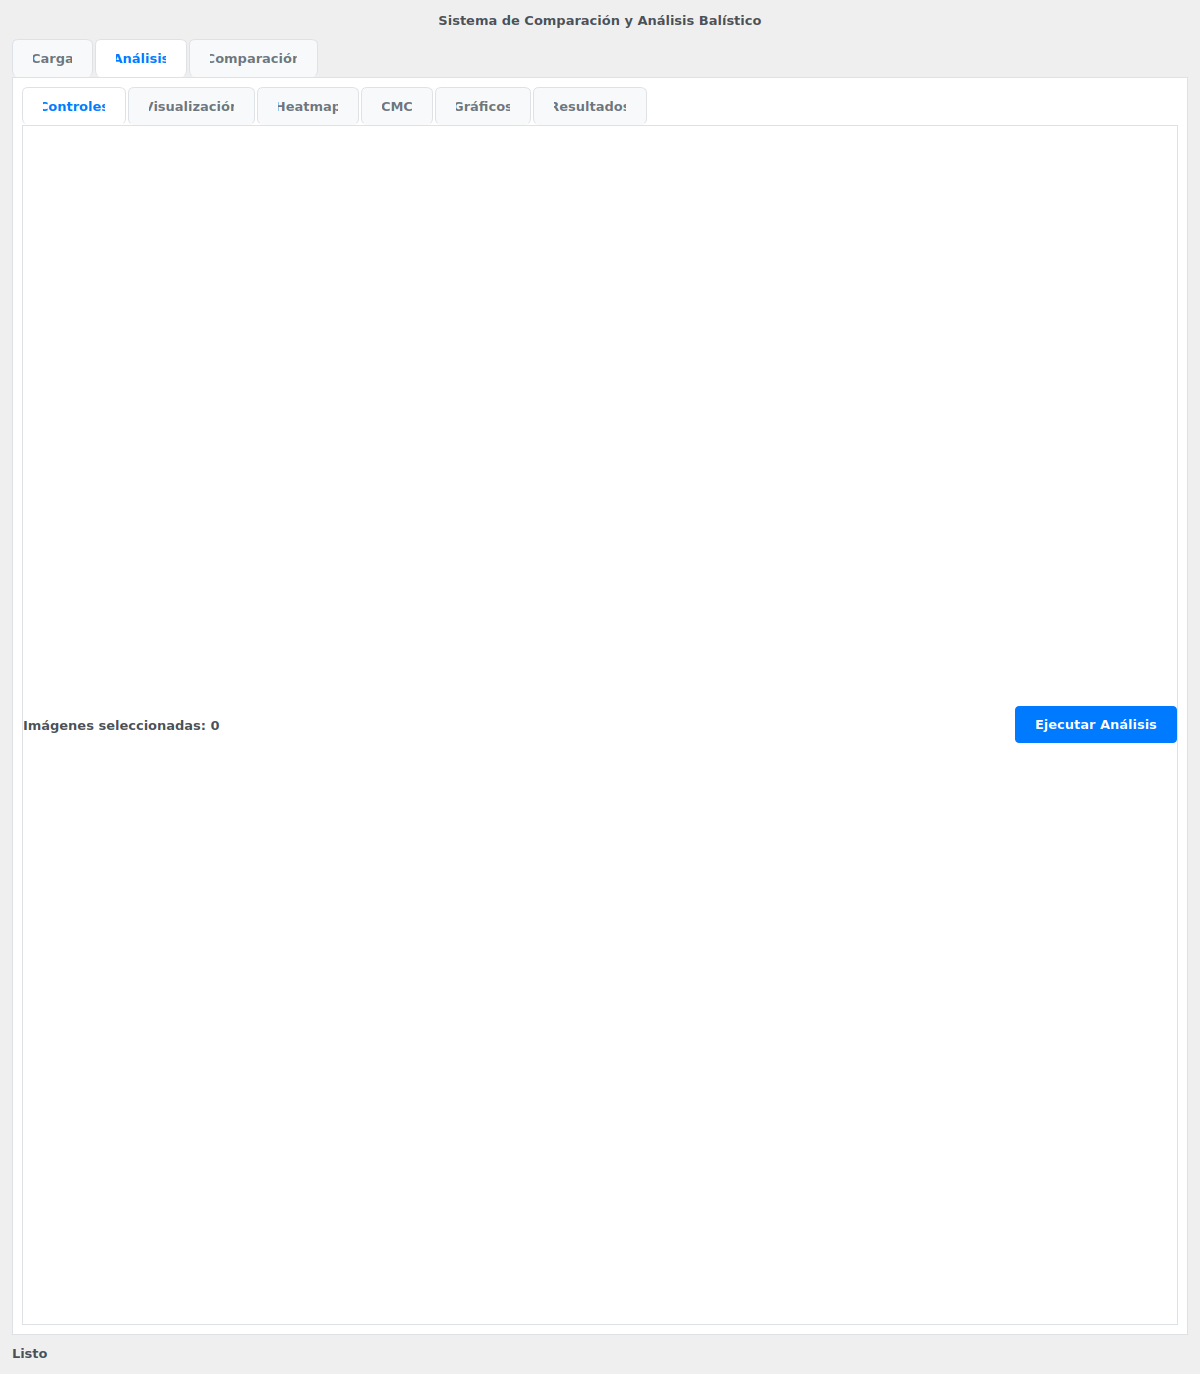 Sistema de Comparación y Análisis Balístico
Carga Análisis Comparación
Controles Visualización Heatmap CMC Gráficos Resultados
Imágenes seleccionadas: 0 Ejecutar Análisis
Listo